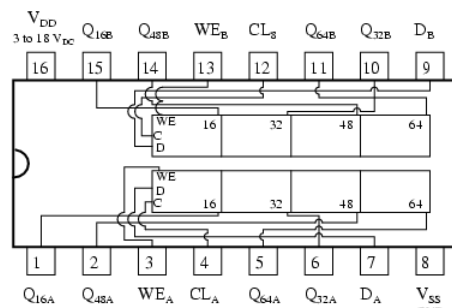 V_DD Q_16B Q_48B WE_B CL_8 Q_64B Q_32B D_B
3 to 18 V_DC
16 15 14 13 12 11 10 9
WE
C
D
16 32 48 64
WE
D
C
16 32 48 64
1 2 3 4 5 6 7 8
Q_16A Q_48A WE_A CL_A Q_64A Q_32A D_A V_SS